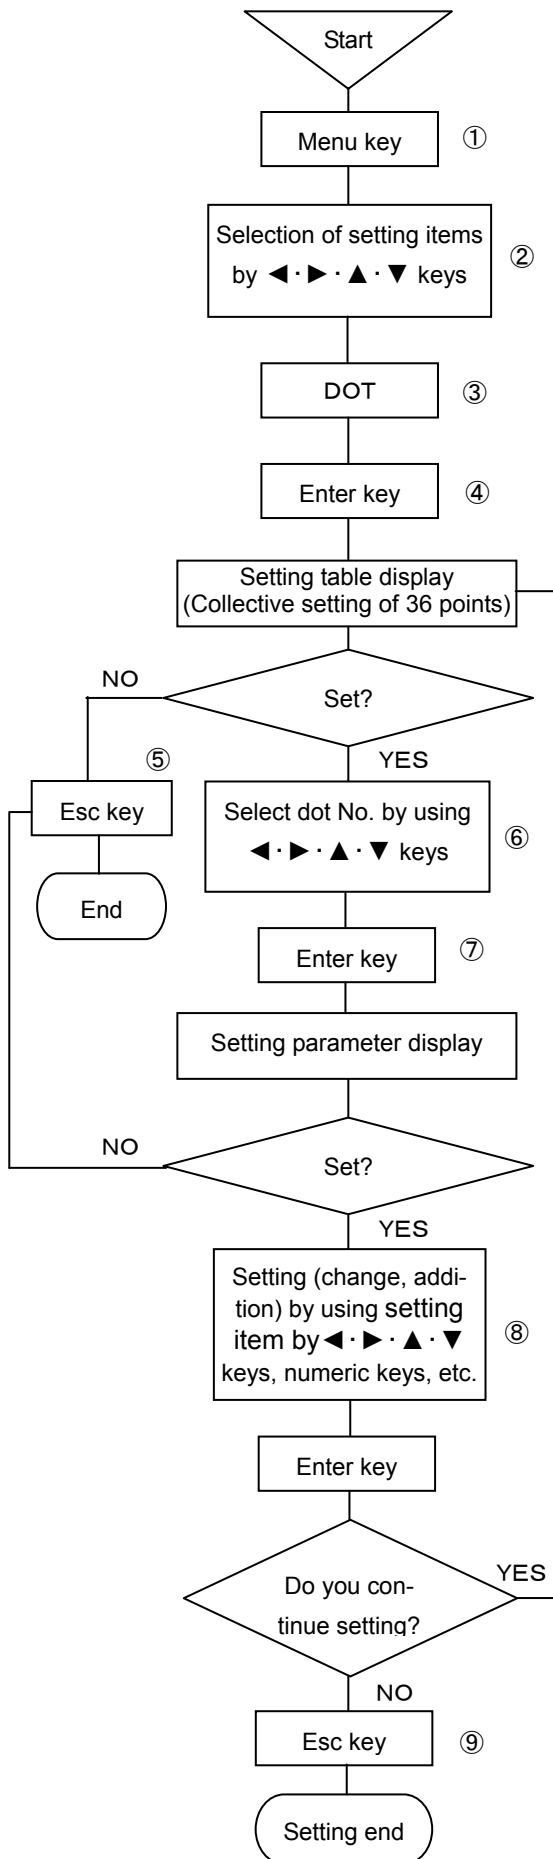 Start
Menu key
①
Selection of setting items
by ◀・▶・▲・▼ keys
②
DOT
③
Enter key
④
Setting table display
(Collective setting of 36 points)
NO
Set?
YES
⑤
Esc key
End
Select dot No. by using
◀・▶・▲・▼ keys
⑥
Enter key
⑦
Setting parameter display
NO
Set?
YES
Setting (change, addi-
tion) by using setting
item by◀・▶・▲・▼
keys, numeric keys, etc.
⑧
Enter key
YES
Do you con-
tinue setting?
NO
Esc key
⑨
Setting end